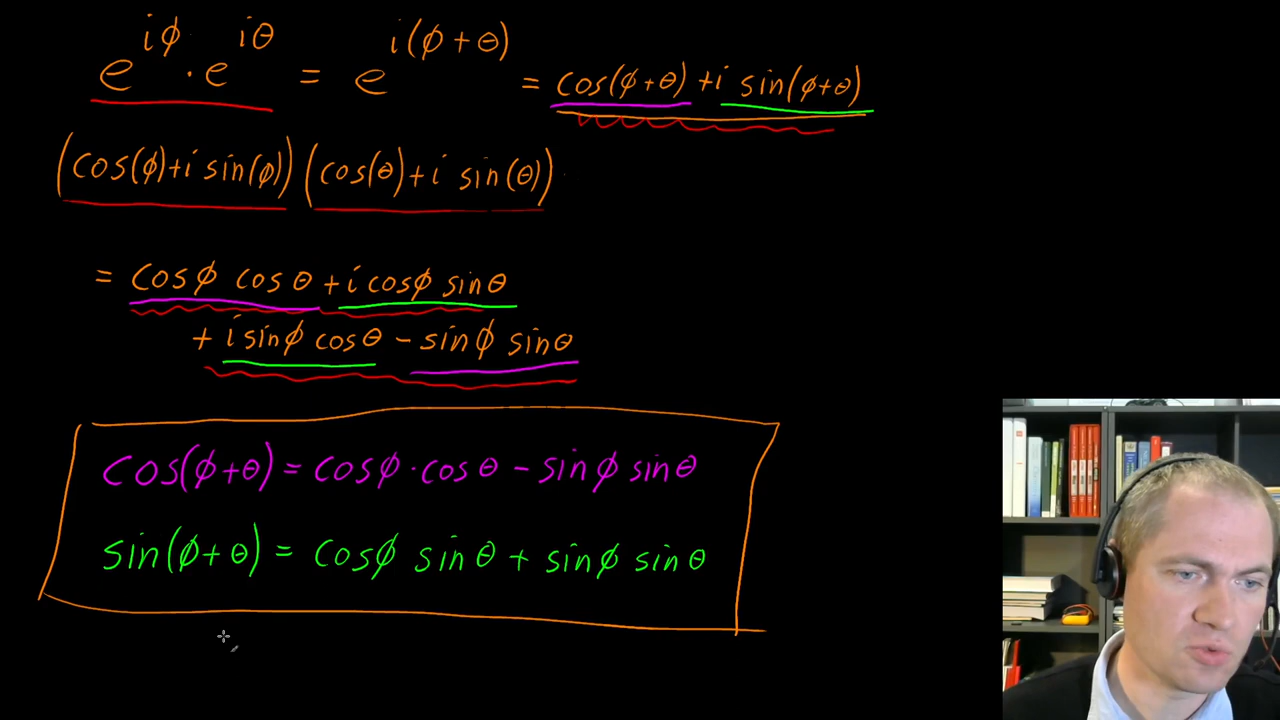 e^{iφ} · e^{iθ} = e^{i(φ+θ)} = cos(φ+θ) + i sin(φ+θ)
(cos(φ)+i sin(φ)) (cos(θ)+i sin(θ))
= cosφ cosθ + i cosφ sinθ
+ i sinφ cosθ − sinφ sinθ
cos(φ+θ) = cosφ · cosθ − sinφ sinθ
sin(φ+θ) = cosφ sinθ + sinφ sinθ